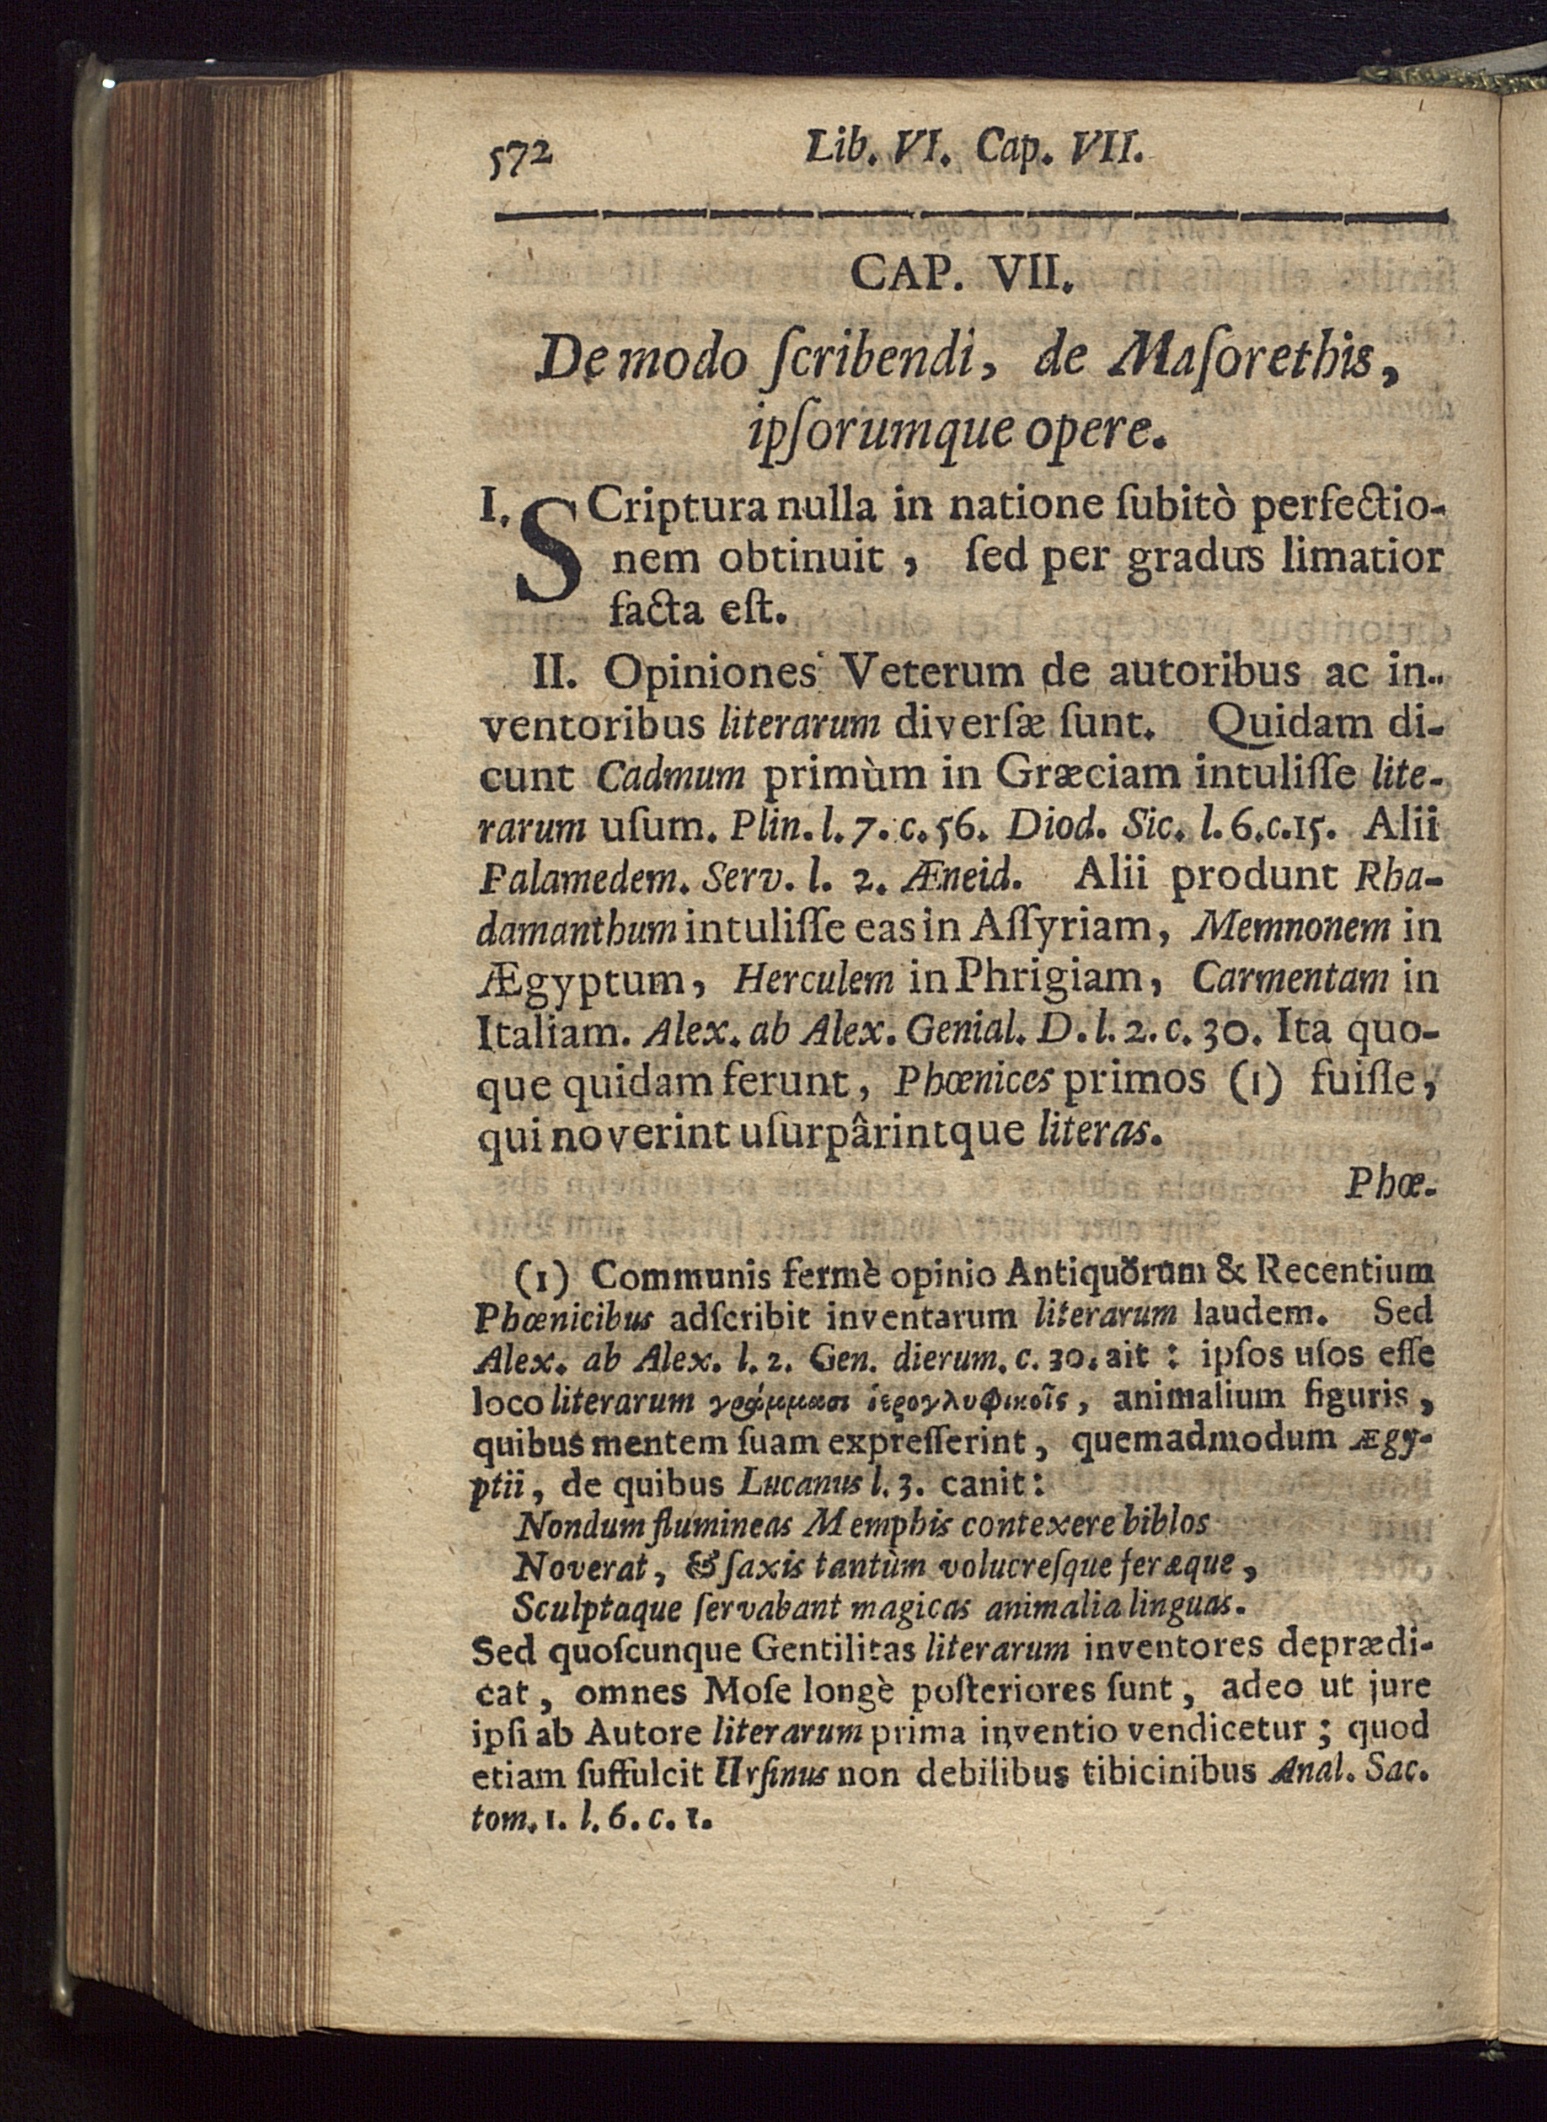 572 Lib. VI. Cap. VII.
CAP. VII.
De modo ſcribendi, de Maſorethis,
ipſorumque opere.
I. SCriptura nulla in natione ſubitò perfectio-
nem obtinuit, ſed per gradus limatior
facta eſt.
II. Opiniones Veterum de autoribus ac in-
ventoribus literarum diverſæ ſunt. Quidam di-
cunt Cadmum primùm in Græciam intuliſſe lite-
rarum uſum. Plin. l. 7. c. 56. Diod. Sic. l. 6. c. 15. Alii
Palamedem. Serv. l. 2. Æneid. Alii produnt Rha-
damanthum intuliſſe eas in Aſſyriam, Memnonem in
Ægyptum, Herculem in Phrigiam, Carmentam in
Italiam. Alex. ab Alex. Genial. D. l. 2. c. 30. Ita quo-
que quidam ferunt, Phœnices primos (1) fuiſſe,
qui noverint uſurpârintque literas.
Phœ-
(1) Communis fermè opinio Antiquorum & Recentium
Phœnicibus adſcribit inventarum literarum laudem. Sed
Alex. ab Alex. l. 2. Gen. dierum. c. 30. ait: ipſos uſos eſſe
loco literarum γράμμασι ἱερογλυφικοῖς, animalium figuris,
quibus mentem ſuam expreſſerint, quemadmodum Ægy-
ptii, de quibus Lucanus l. 3. canit:
Nondum flumineas Memphis contexere biblos
Noverat, & ſaxis tantùm volucreſque feræque,
Sculptaque ſervabant magicas animalia linguas.
Sed quoſcunque Gentilitas literarum inventores deprædi-
cat, omnes Moſe longè poſteriores ſunt, adeo ut jure
ipſi ab Autore literarum prima inventio vendicetur; quod
etiam ſuffulcit Urſinus non debilibus tibicinibus Anal. Sac.
tom. 1. l. 6. c. 1.